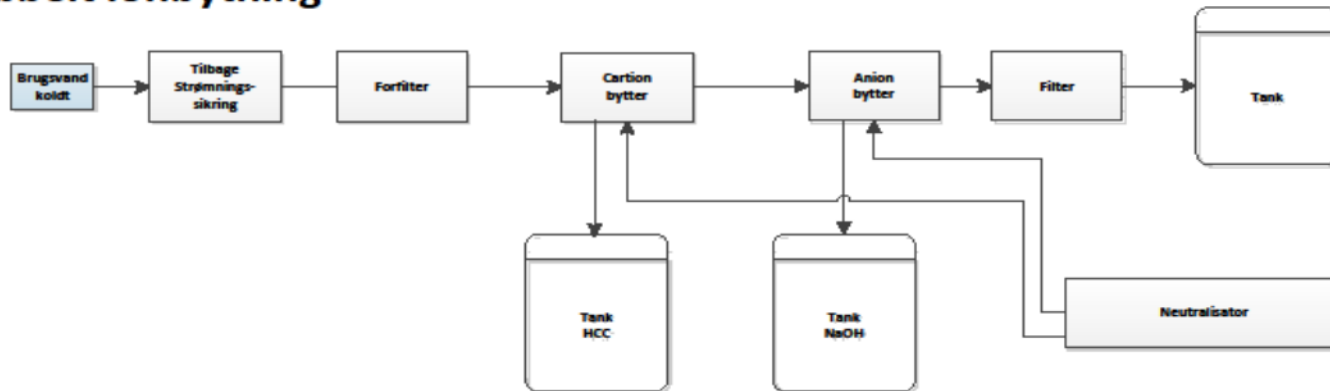 Brugsvand
koldt
Tilbage
Strømnings-
sikring
Forfilter
Cartion
bytter
Anion
bytter
Filter
Tank
Tank
HCC
Tank
NaOH
Neutralisator